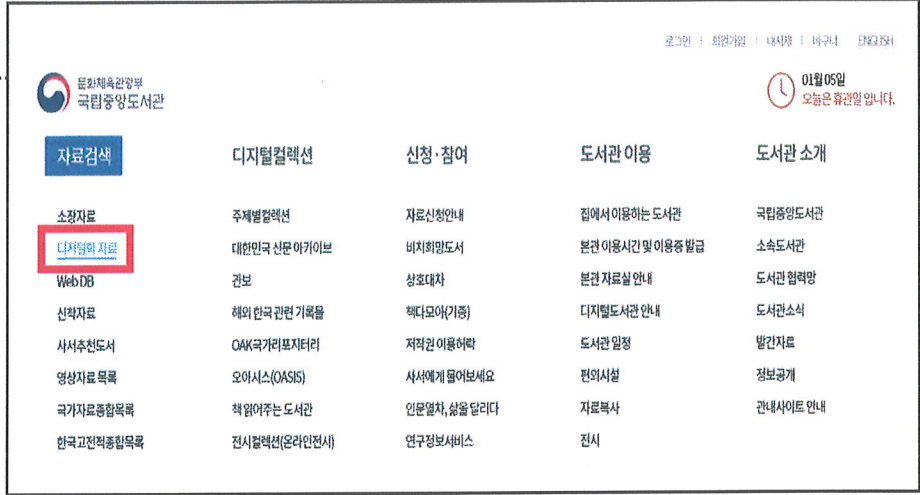 로그인 : 회원가입 : 내서재 : 바구니 ENGLISH
문화체육관광부
국립중앙도서관
01월 05일
오늘은 휴관일 입니다.
자료검색 디지털컬렉션 신청·참여 도서관 이용 도서관 소개
소장자료 주제별컬렉션 자료신청안내 집에서 이용하는 도서관 국립중앙도서관
디지털화 자료 대한민국 신문 아카이브 비치희망도서 본관 이용시간 및 이용증 발급 소속도서관
Web DB 관보 상호대차 본관 자료실 안내 도서관 협력망
신착자료 해외 한국 관련 기록물 책다모아(기증) 디지털도서관 안내 도서관소식
사서추천도서 OAK국가리포지터리 저작권 이용허락 도서관 일정 발간자료
영상자료 목록 오아시스(OASIS) 사서에게 물어보세요 편의시설 정보공개
국가자료종합목록 책 읽어주는 도서관 인문열차, 삶을 달리다 자료복사 관내사이트 안내
한국고전적종합목록 전시컬렉션(온라인전시) 연구정보서비스 전시